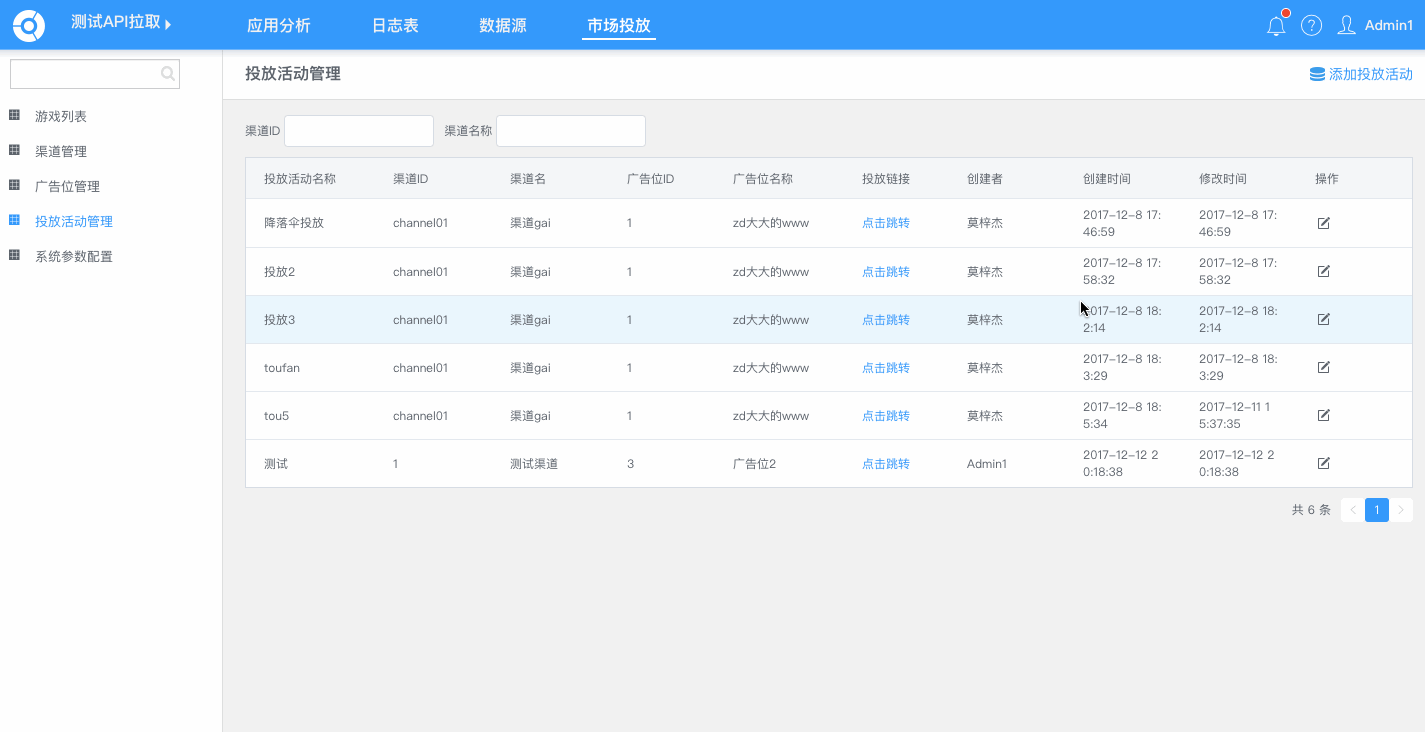 测试API拉取 应用分析 日志表 数据源 市场投放 Admin1
游戏列表
渠道管理
广告位管理
投放活动管理
系统参数配置
投放活动管理 添加投放活动
渠道ID 渠道名称
投放活动名称 渠道ID 渠道名 广告位ID 广告位名称 投放链接 创建者 创建时间 修改时间 操作
降落伞投放 channel01 渠道gai 1 zd大大的www 点击跳转 莫梓杰 2017-12-8 17: 2017-12-8 17:
46:59 46:59
投放2 channel01 渠道gai 1 zd大大的www 点击跳转 莫梓杰 2017-12-8 17: 2017-12-8 17:
58:32 58:32
投放3 channel01 渠道gai 1 zd大大的www 点击跳转 莫梓杰 2017-12-8 18: 2017-12-8 18:
2:14 2:14
toufan channel01 渠道gai 1 zd大大的www 点击跳转 莫梓杰 2017-12-8 18: 2017-12-8 18:
3:29 3:29
tou5 channel01 渠道gai 1 zd大大的www 点击跳转 莫梓杰 2017-12-8 18: 2017-12-11 1
5:34 5:37:35
测试 1 测试渠道 3 广告位2 点击跳转 Admin1 2017-12-12 2 2017-12-12 2
0:18:38 0:18:38
共 6 条 1